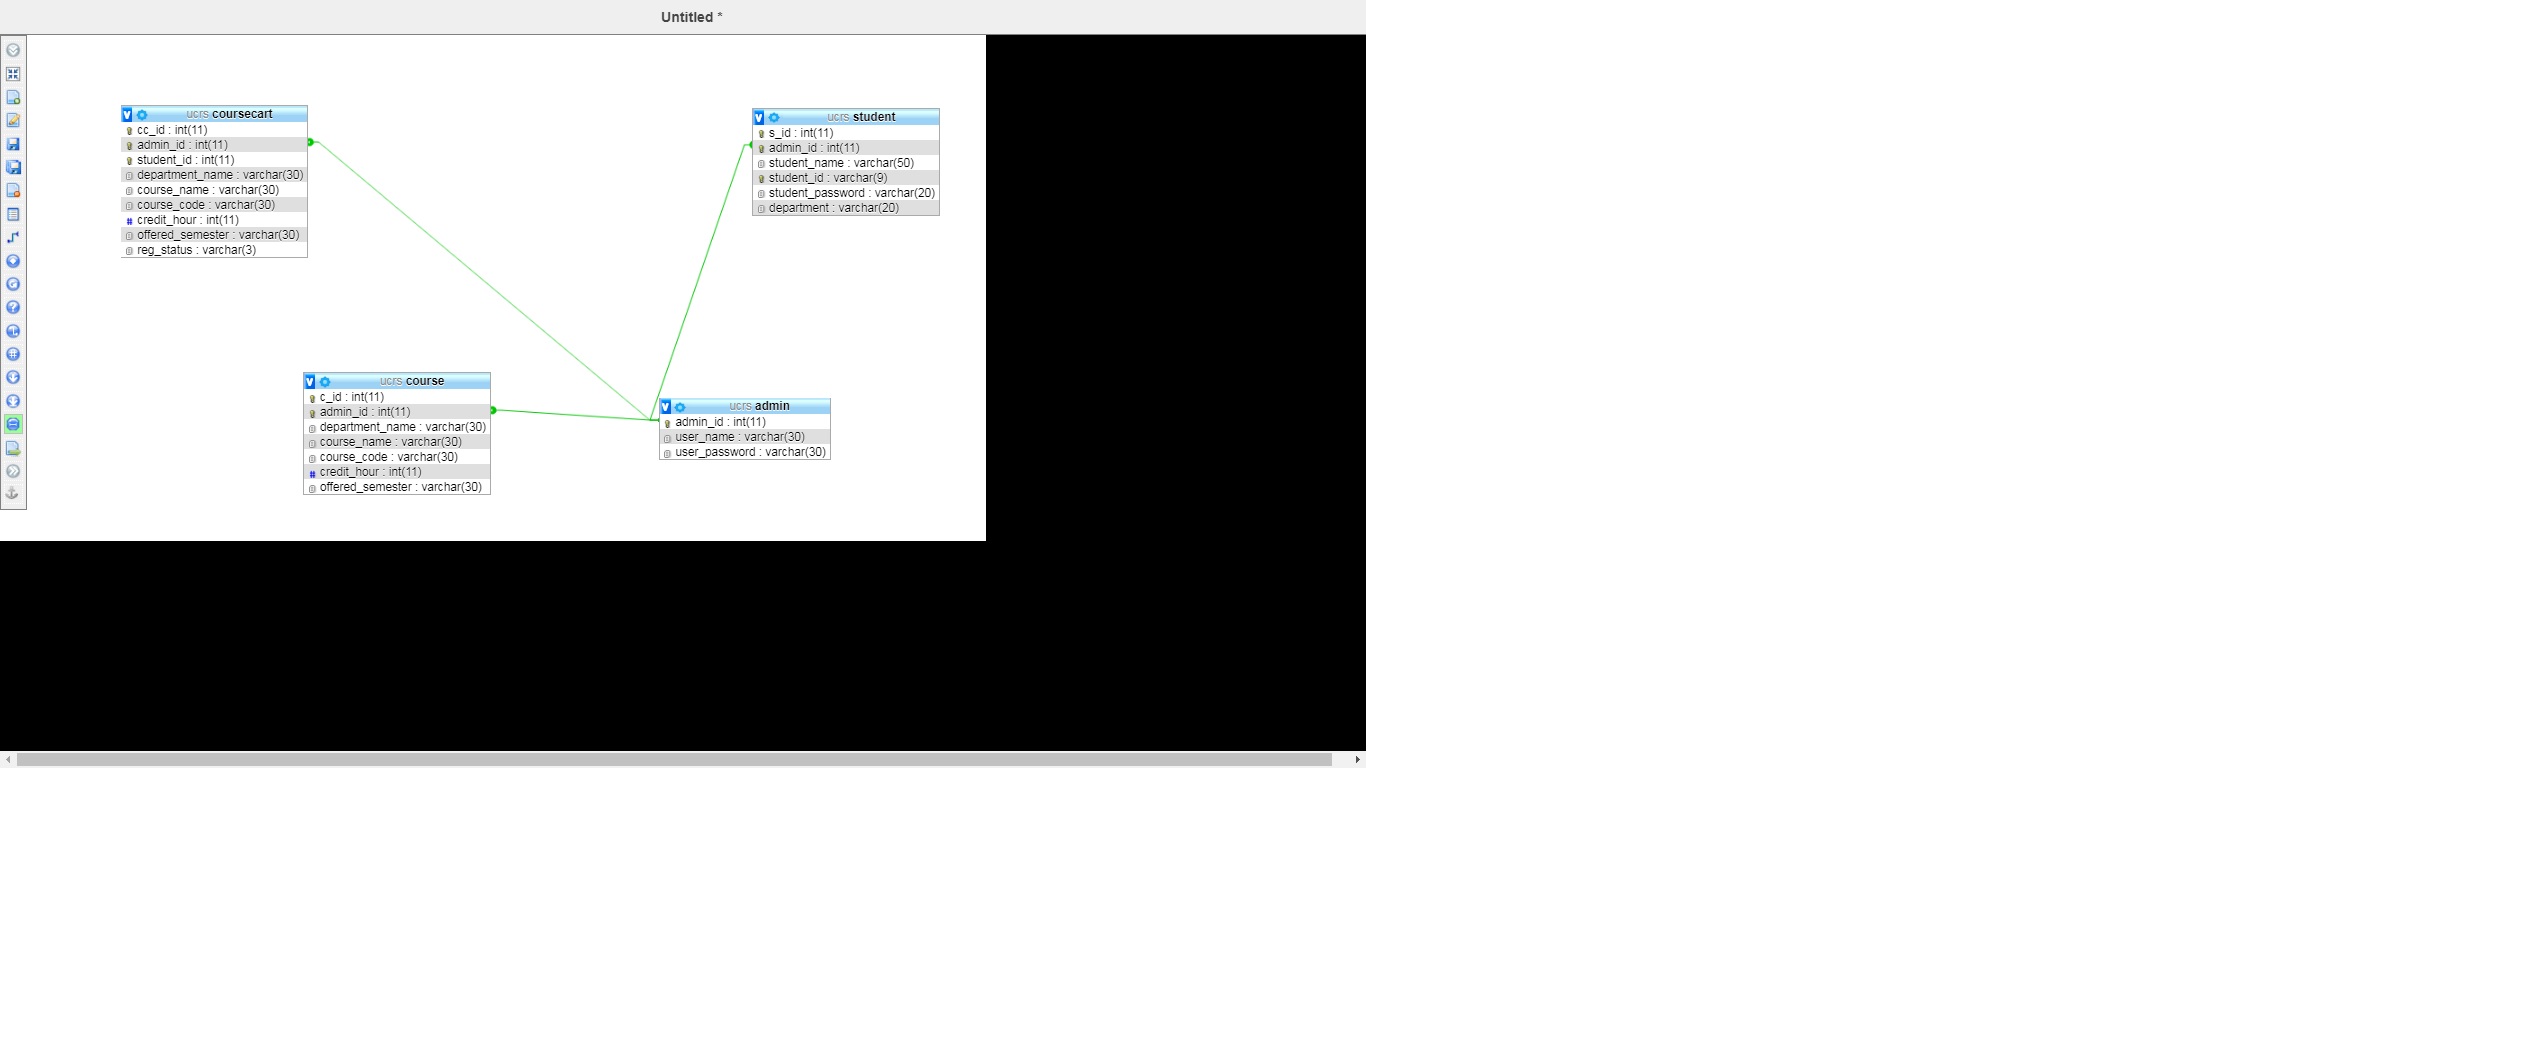 Untitled *
ucrs coursecart
cc_id : int(11)
admin_id : int(11)
student_id : int(11)
department_name : varchar(30)
course_name : varchar(30)
course_code : varchar(30)
credit_hour : int(11)
offered_semester : varchar(30)
reg_status : varchar(3)
ucrs student
s_id : int(11)
admin_id : int(11)
student_name : varchar(50)
student_id : varchar(9)
student_password : varchar(20)
department : varchar(20)
ucrs course
c_id : int(11)
admin_id : int(11)
department_name : varchar(30)
course_name : varchar(30)
course_code : varchar(30)
credit_hour : int(11)
offered_semester : varchar(30)
ucrs admin
admin_id : int(11)
user_name : varchar(30)
user_password : varchar(30)